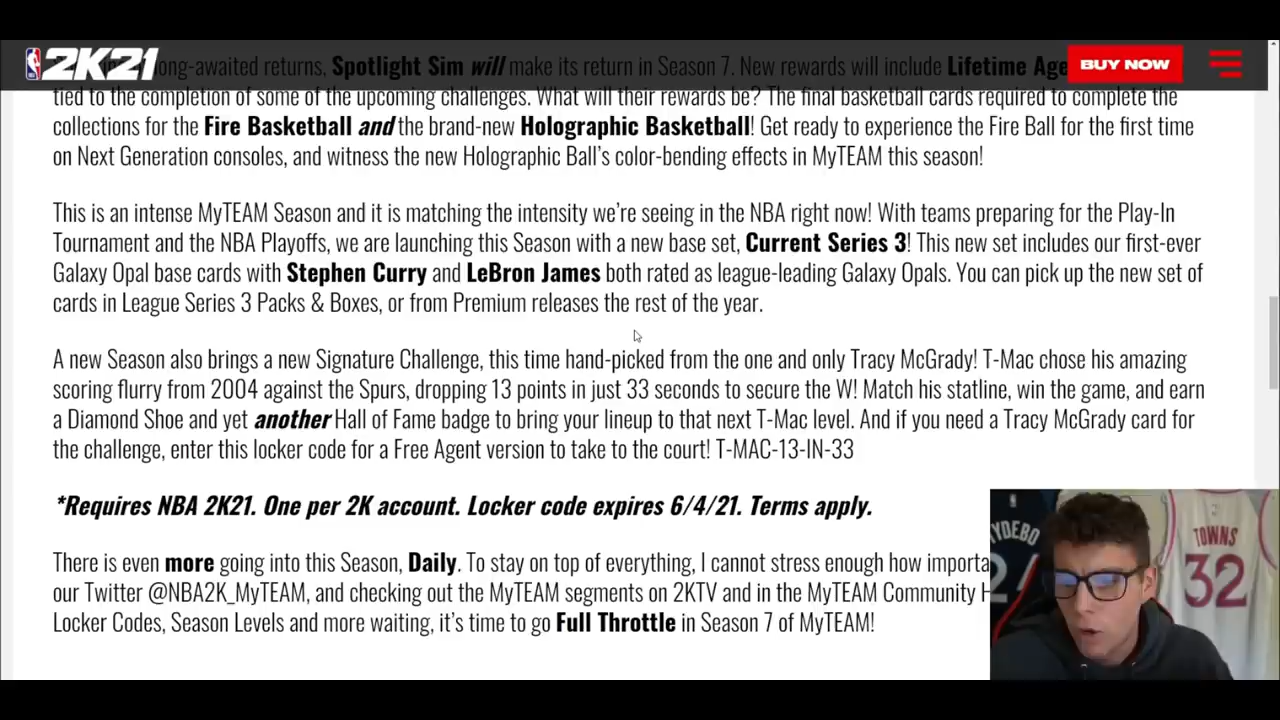 NBA 2K21
BUY NOW
ong-awaited returns, Spotlight Sim will make its return in Season 7. New rewards will include Lifetime Age
tied to the completion of some of the upcoming challenges. What will their rewards be? The final basketball cards required to complete the
collections for the Fire Basketball and the brand-new Holographic Basketball! Get ready to experience the Fire Ball for the first time
on Next Generation consoles, and witness the new Holographic Ball's color-bending effects in MyTEAM this season!
This is an intense MyTEAM Season and it is matching the intensity we're seeing in the NBA right now! With teams preparing for the Play-In
Tournament and the NBA Playoffs, we are launching this Season with a new base set, Current Series 3! This new set includes our first-ever
Galaxy Opal base cards with Stephen Curry and LeBron James both rated as league-leading Galaxy Opals. You can pick up the new set of
cards in League Series 3 Packs & Boxes, or from Premium releases the rest of the year.
A new Season also brings a new Signature Challenge, this time hand-picked from the one and only Tracy McGrady! T-Mac chose his amazing
scoring flurry from 2004 against the Spurs, dropping 13 points in just 33 seconds to secure the W! Match his statline, win the game, and earn
a Diamond Shoe and yet another Hall of Fame badge to bring your lineup to that next T-Mac level. And if you need a Tracy McGrady card for
the challenge, enter this locker code for a Free Agent version to take to the court! T-MAC-13-IN-33
*Requires NBA 2K21. One per 2K account. Locker code expires 6/4/21. Terms apply.
There is even more going into this Season, Daily. To stay on top of everything, I cannot stress enough how importa
our Twitter @NBA2K_MyTEAM, and checking out the MyTEAM segments on 2KTV and in the MyTEAM Community H
Locker Codes, Season Levels and more waiting, it's time to go Full Throttle in Season 7 of MyTEAM!
YDEBO
TOWNS
32